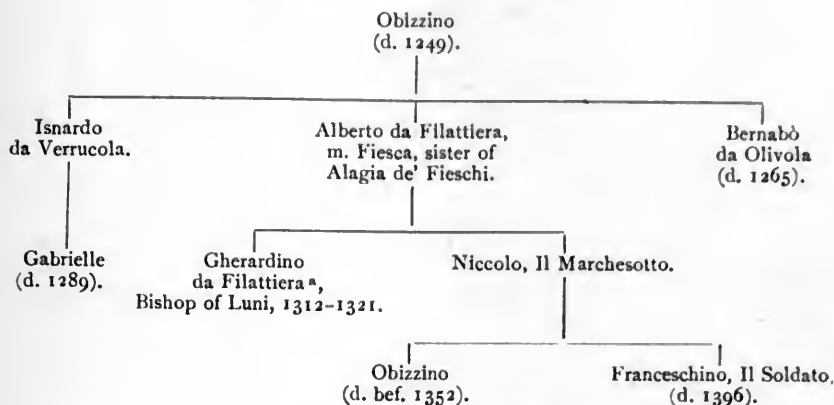 Obizzino
(d. 1249).
Isnardo
da Verrucola.
Alberto da Filattiera,
m. Fiesca, sister of
Alagia de' Fieschi.
Bernabò
da Olivola
(d. 1265).
Gabrielle
(d. 1289).
Gherardino
da Filattiera ª,
Bishop of Luni, 1312–1321.
Niccolo, Il Marchesotto.
Obizzino
(d. bef. 1352).
Franceschino, Il Soldato.
(d. 1396).